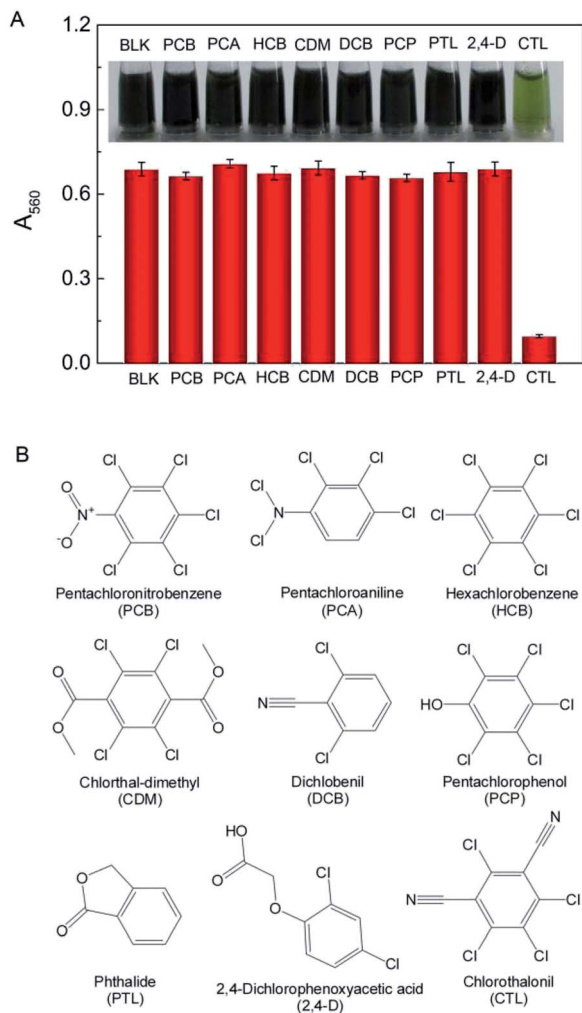 A
1.2
BLK PCB PCA HCB CDM DCB PCP PTL 2,4-D CTL
0.9
0.6
0.3
0.0
A560
BLK PCB PCA HCB CDM DCB PCP PTL 2,4-D CTL
B
O N+ -O Cl Cl Cl Cl Cl
Pentachloronitrobenzene
(PCB)
Cl N Cl Cl Cl Cl
Pentachloroaniline
(PCA)
Cl Cl Cl Cl Cl Cl
Hexachlorobenzene
(HCB)
O O Cl Cl Cl Cl O O
Chlorthal-dimethyl
(CDM)
N Cl Cl
Dichlobenil
(DCB)
HO Cl Cl Cl Cl Cl
Pentachlorophenol
(PCP)
O O
Phthalide
(PTL)
HO O O Cl Cl
2,4-Dichlorophenoxyacetic acid
(2,4-D)
N N Cl Cl Cl Cl
Chlorothalonil
(CTL)